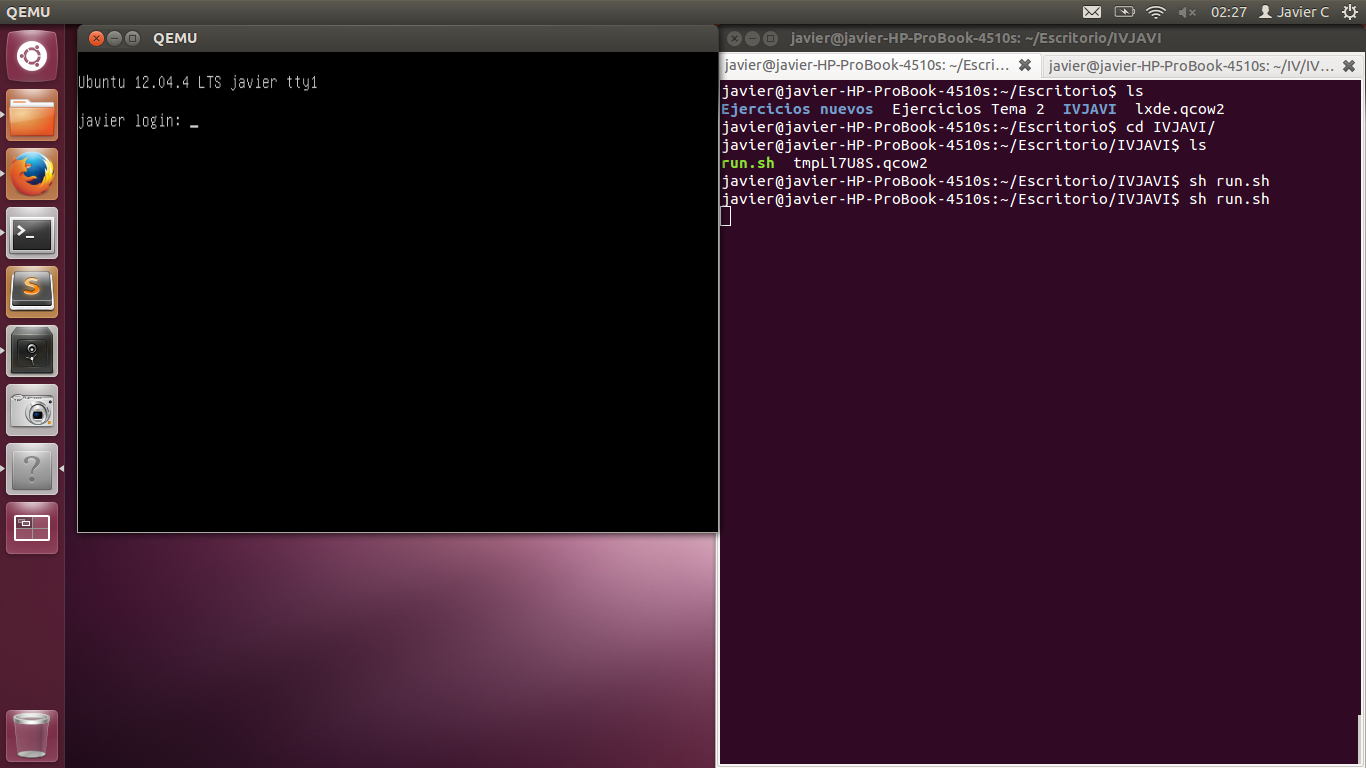 QEMU
02:27
Javier C
QEMU
Ubuntu 12.04.4 LTS javier tty1
javier login: _
javier@javier-HP-ProBook-4510s: ~/Escritorio/IVJAVI
javier@javier-HP-ProBook-4510s: ~/Escri...
javier@javier-HP-ProBook-4510s: ~/IV/IV...
javier@javier-HP-ProBook-4510s:~/Escritorio$ ls
Ejercicios nuevos  Ejercicios Tema 2  IVJAVI  lxde.qcow2
javier@javier-HP-ProBook-4510s:~/Escritorio$ cd IVJAVI/
javier@javier-HP-ProBook-4510s:~/Escritorio/IVJAVI$ ls
run.sh  tmpLl7U8S.qcow2
javier@javier-HP-ProBook-4510s:~/Escritorio/IVJAVI$ sh run.sh
javier@javier-HP-ProBook-4510s:~/Escritorio/IVJAVI$ sh run.sh